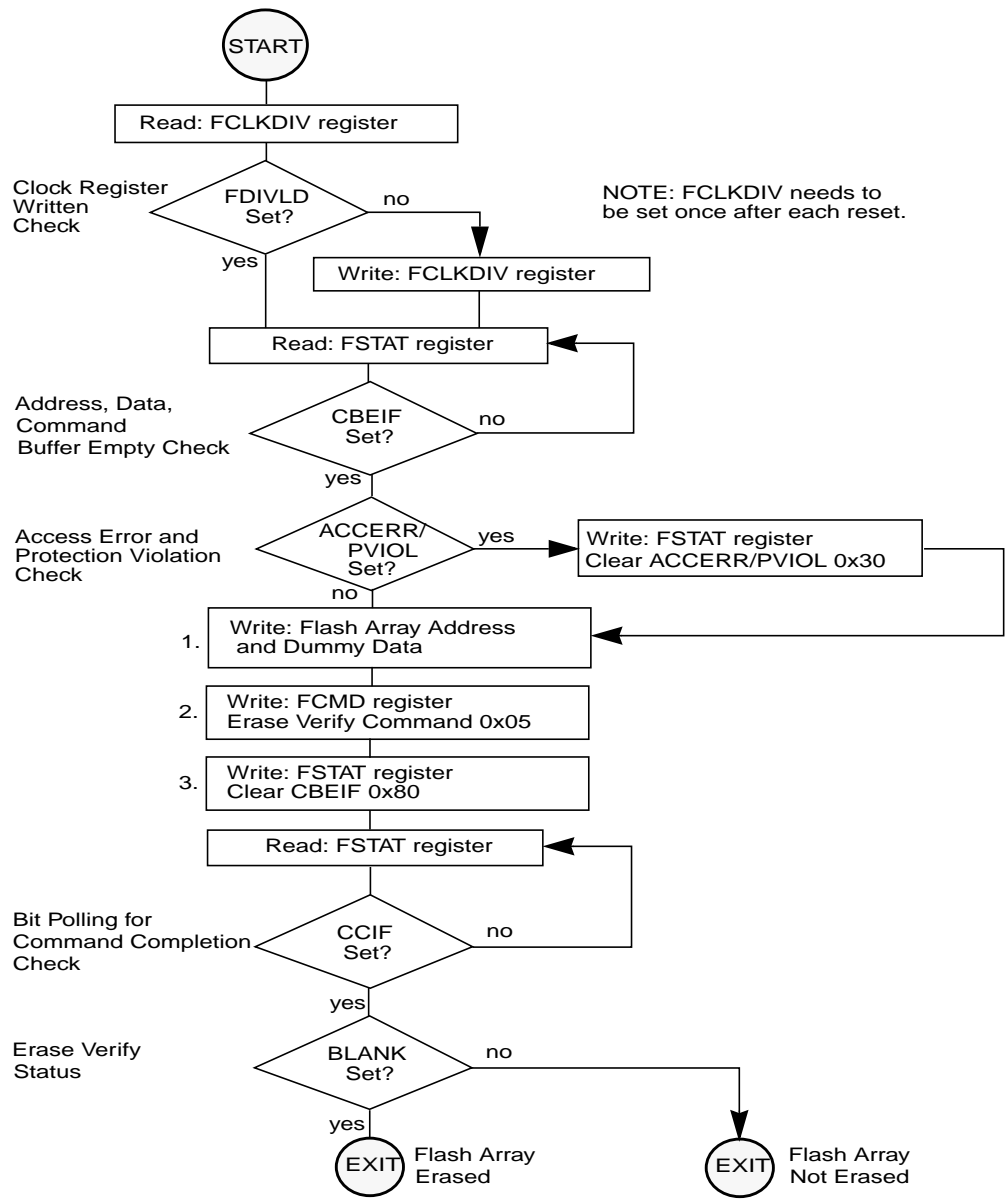 START
Read: FCLKDIV register
Clock Register
Written
Check
FDIVLD
Set?
no
yes
NOTE: FCLKDIV needs to
be set once after each reset.
Write: FCLKDIV register
Read: FSTAT register
Address, Data,
Command
Buffer Empty Check
CBEIF
Set?
no
yes
Access Error and
Protection Violation
Check
ACCERR/
PVIOL
Set?
yes
no
Write: FSTAT register
Clear ACCERR/PVIOL 0x30
1.
Write: Flash Array Address
and Dummy Data
2.
Write: FCMD register
Erase Verify Command 0x05
3.
Write: FSTAT register
Clear CBEIF 0x80
Read: FSTAT register
Bit Polling for
Command Completion
Check
CCIF
Set?
no
yes
Erase Verify
Status
BLANK
Set?
no
yes
EXIT
Flash Array
Erased
EXIT
Flash Array
Not Erased